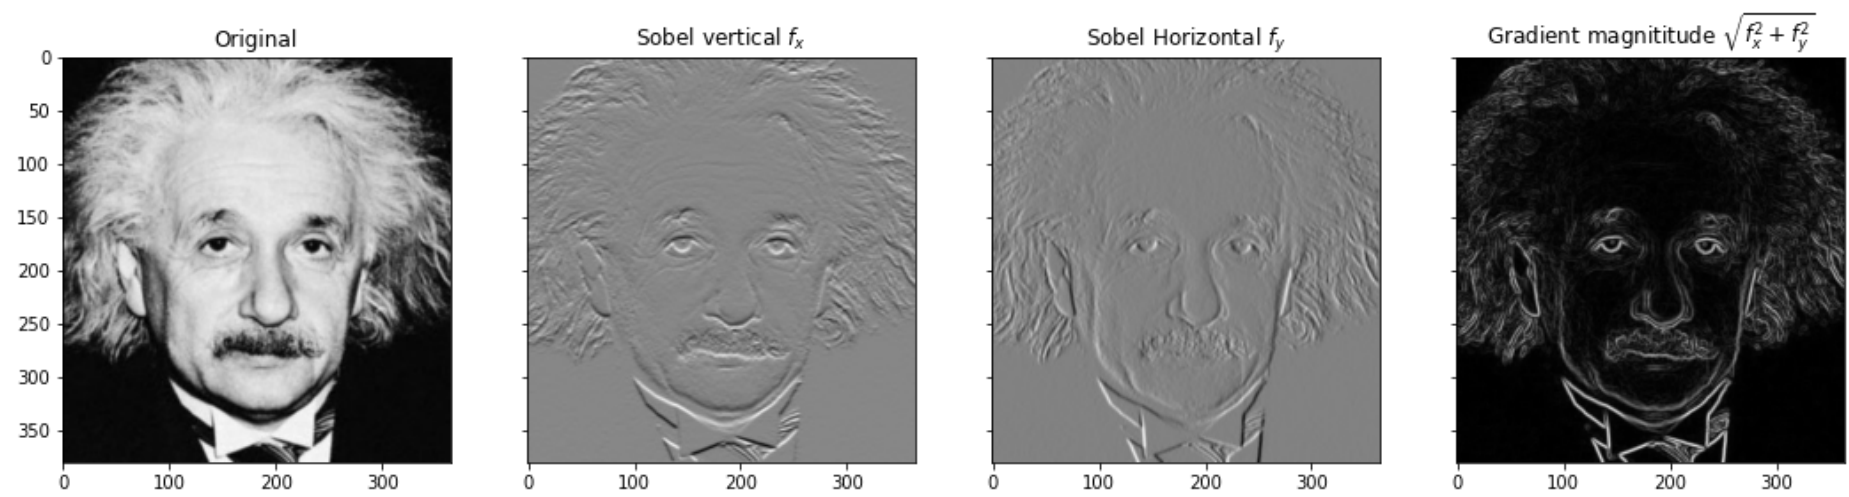 Original
Sobel vertical f_x
Sobel Horizontal f_y
Gradient magnititude √(f_x^2 + f_y^2)
0
50
100
150
200
250
300
350
0 100 200 300
0 100 200 300
0 100 200 300
0 100 200 300